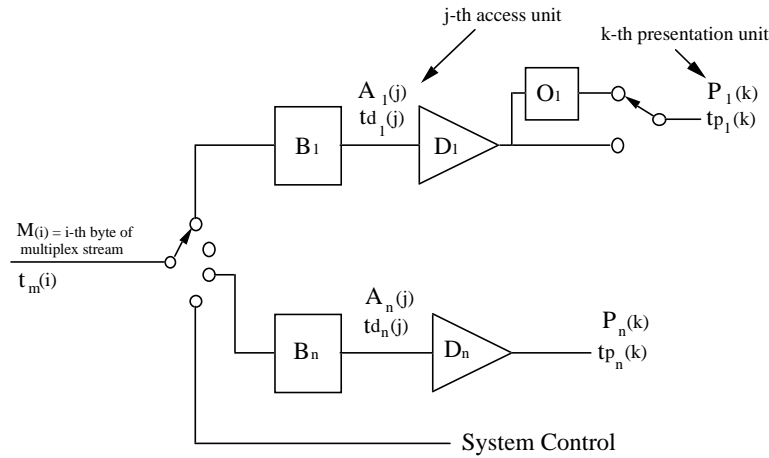 j-th access unit
k-th presentation unit
A₁(j)
td₁(j)
O₁
P₁(k)
tp₁(k)
B₁
D₁
M(i) = i-th byte of
multiplex stream
t_m(i)
Aₙ(j)
tdₙ(j)
Bₙ
Dₙ
Pₙ(k)
tpₙ(k)
System Control